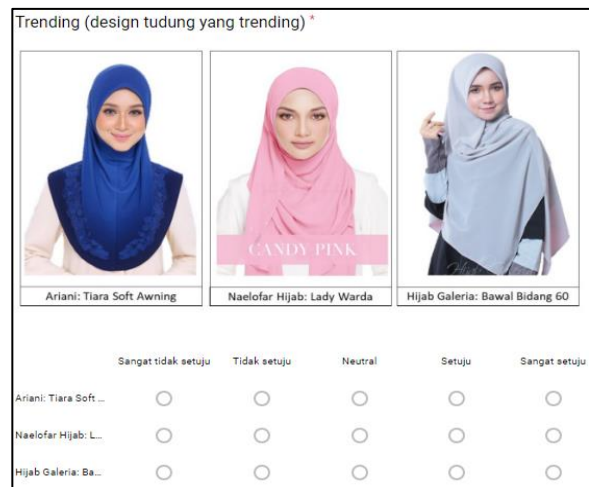 Trending (design tudung yang trending) *
CANDY PINK
Ariani: Tiara Soft Awning
Naelofar Hijab: Lady Warda
Hijab Galeria: Bawal Bidang 60
Sangat tidak setuju
Tidak setuju
Neutral
Setuju
Sangat setuju
Ariani: Tiara Soft ...
Naelofar Hijab: L...
Hijab Galeria: Ba...